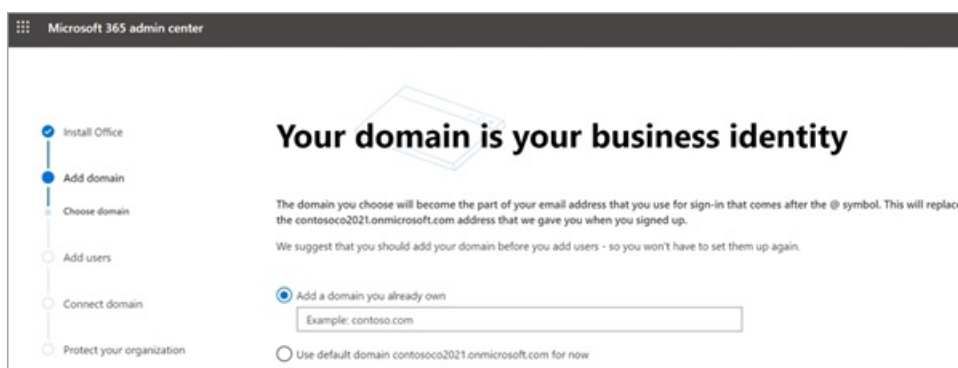 Microsoft 365 admin center
Install Office
Add domain
Choose domain
Add users
Connect domain
Protect your organization
Your domain is your business identity
The domain you choose will become the part of your email address that you use for sign-in that comes after the @ symbol. This will replace
the contosoco2021.onmicrosoft.com address that we gave you when you signed up.
We suggest that you should add your domain before you add users - so you won't have to set them up again.
Add a domain you already own
Example: contoso.com
Use default domain contosoco2021.onmicrosoft.com for now